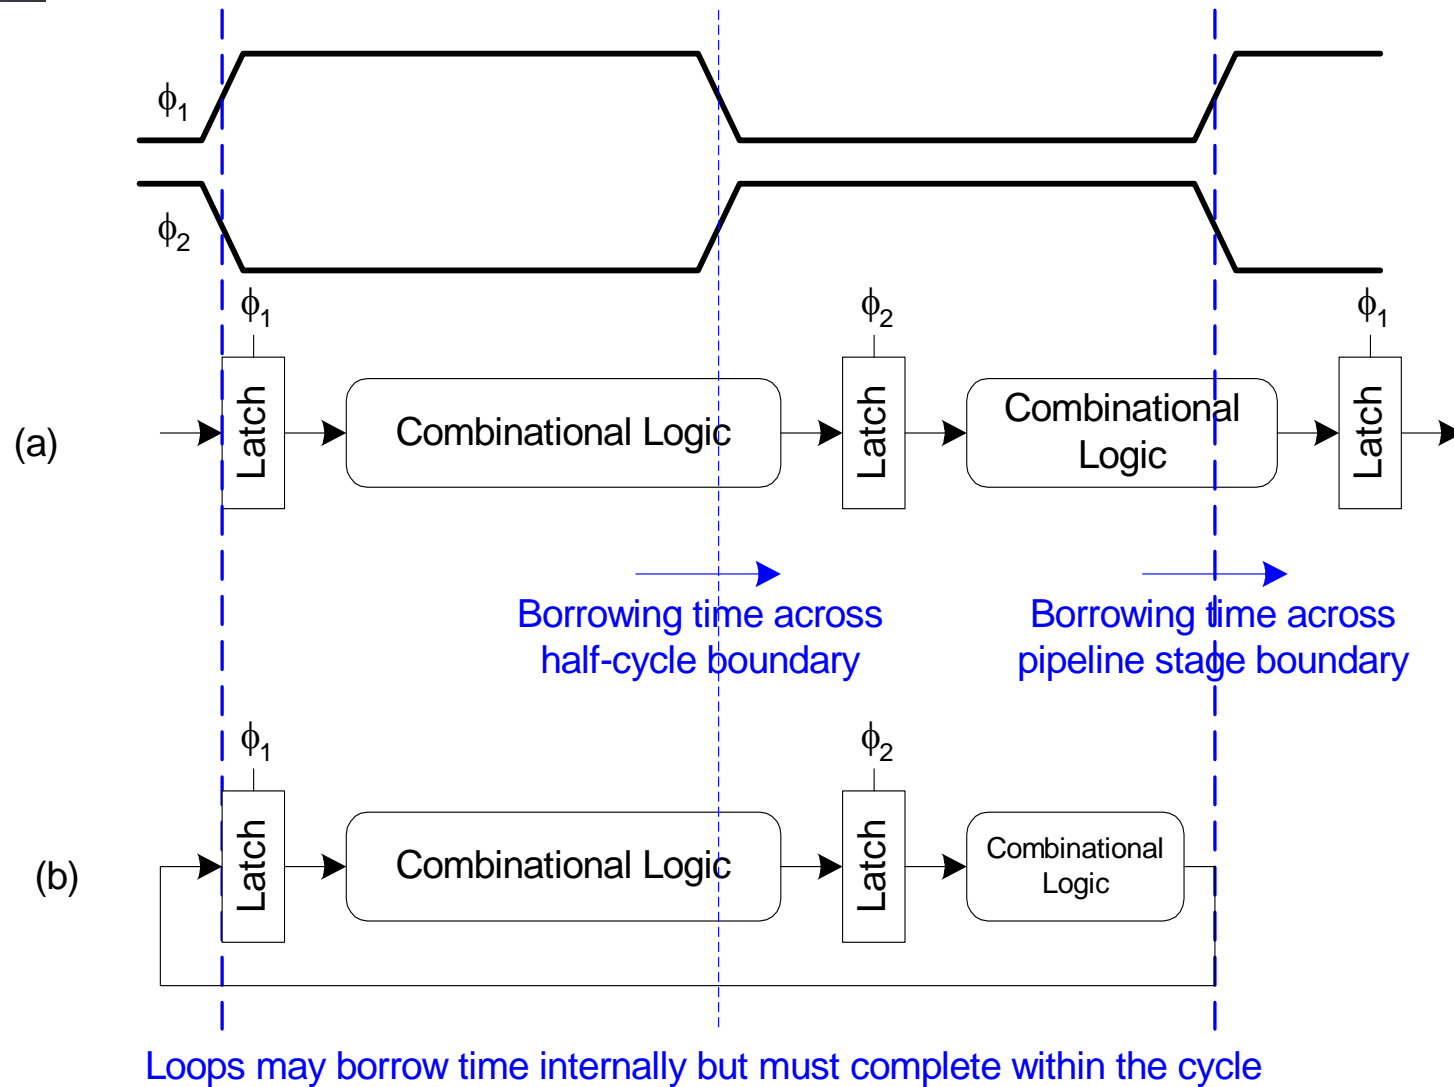 ϕ1
ϕ2
ϕ1
ϕ2
ϕ1
(a)
Latch
Combinational Logic
Latch
Combinational
Logic
Latch
Borrowing time across
half-cycle boundary
Borrowing time across
pipeline stage boundary
ϕ1
ϕ2
(b)
Latch
Combinational Logic
Latch
Combinational
Logic
Loops may borrow time internally but must complete within the cycle